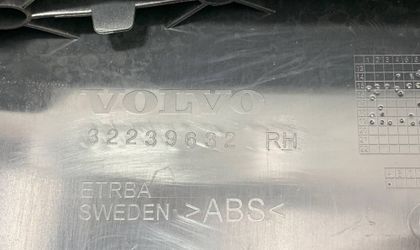 VOLVO
32239632 RH
ETRBA
SWEDEN >ABS<